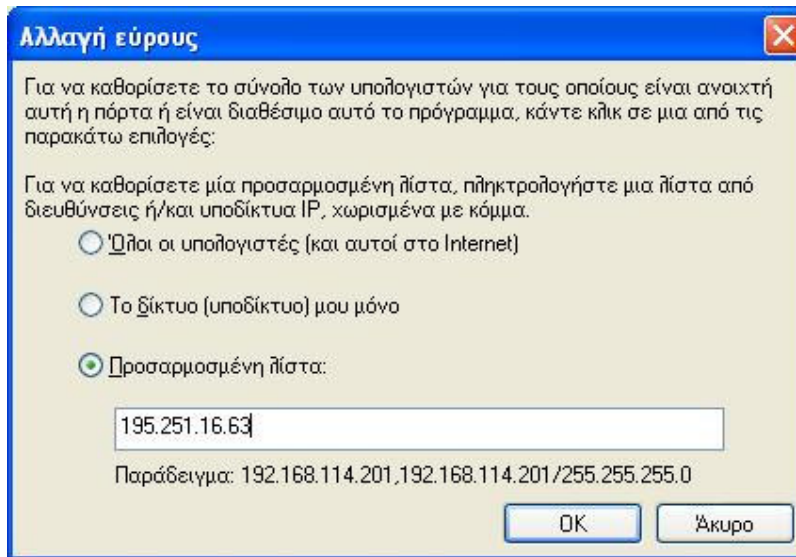 Αλλαγή εύρους
Για να καθορίσετε το σύνολο των υπολογιστών για τους οποίους είναι ανοιχτή
αυτή η πόρτα ή είναι διαθέσιμο αυτό το πρόγραμμα, κάντε κλικ σε μια από τις
παρακάτω επιλογές:
Για να καθορίσετε μία προσαρμοσμένη λίστα, πληκτρολογήστε μια λίστα από
διευθύνσεις ή/και υποδίκτυα IP, χωρισμένα με κόμμα.
Όλοι οι υπολογιστές (και αυτοί στο Internet)
Το δίκτυο (υποδίκτυο) μου μόνο
Προσαρμοσμένη λίστα:
195.251.16.63
Παράδειγμα: 192.168.114.201,192.168.114.201/255.255.255.0
OK Άκυρο